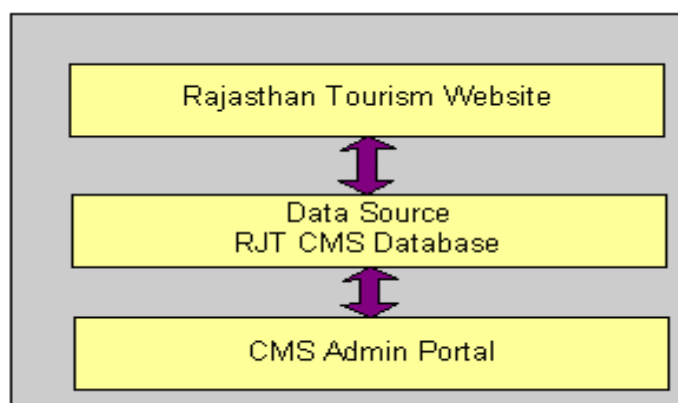 Rajasthan Tourism Website
Data Source
RJT CMS Database
CMS Admin Portal